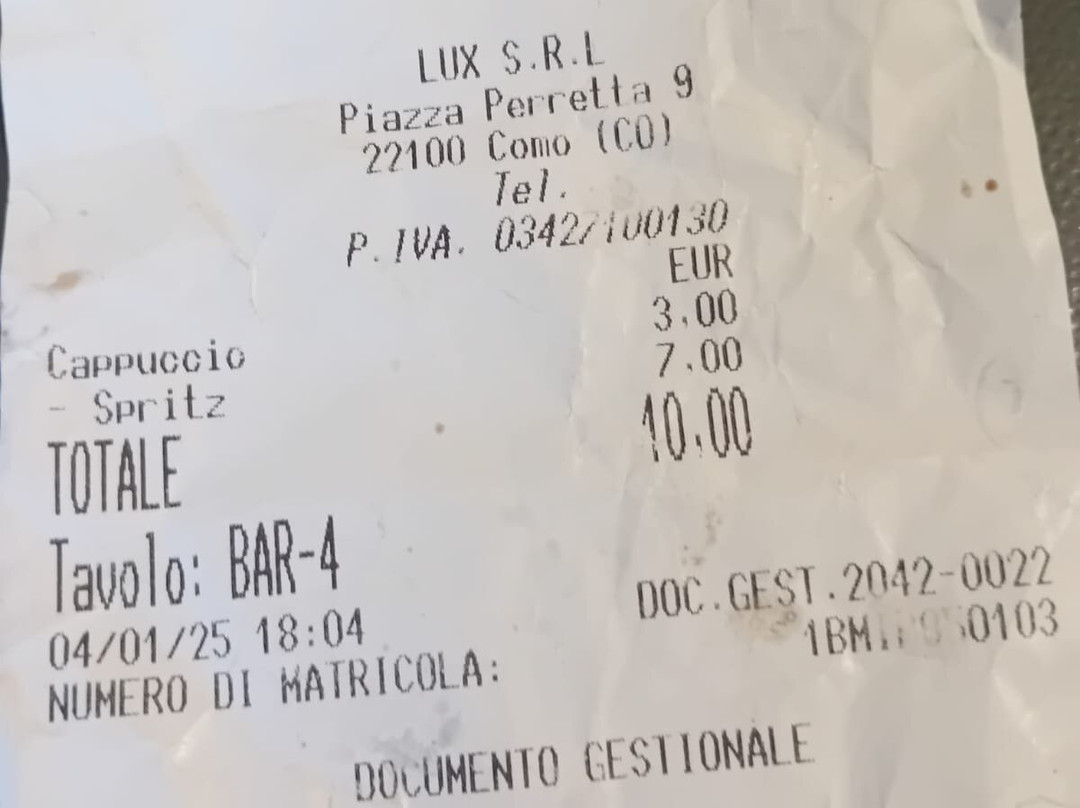 LUX S.R.L
Piazza Perretta 9
22100 Como (CO)
Tel.
P.IVA.
EUR
Cappuccio 3.00
- Spritz 7.00
TOTALE 10.00
Tavolo: BAR-4
04/01/25 18:04 DOC.GEST.2042-0022
NUMERO DI MATRICOLA:
DOCUMENTO GESTIONALE